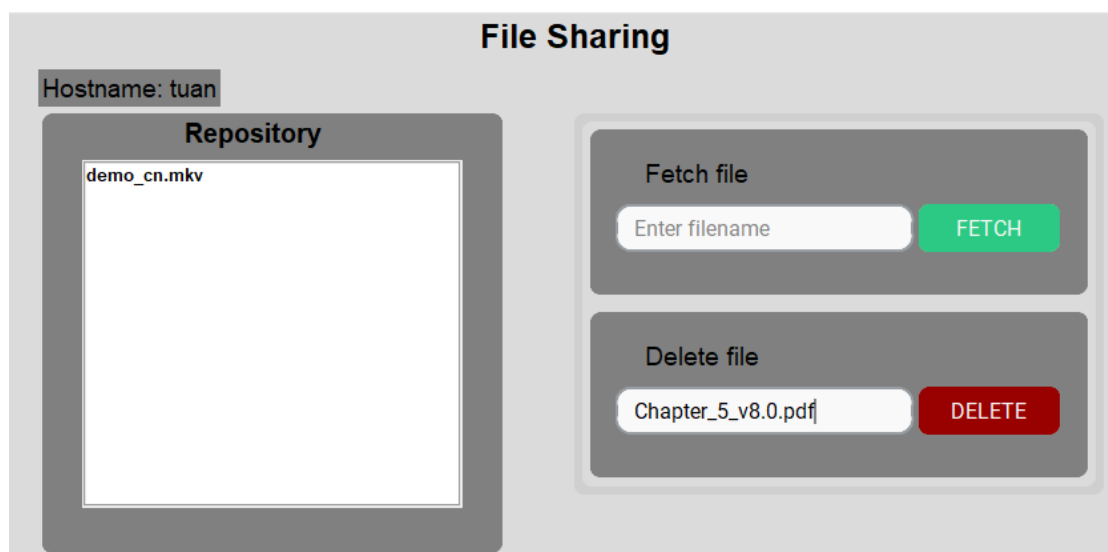 File Sharing
Hostname: tuan
Repository
demo_cn.mkv
Fetch file
Enter filename
FETCH
Delete file
Chapter_5_v8.0.pdf
DELETE